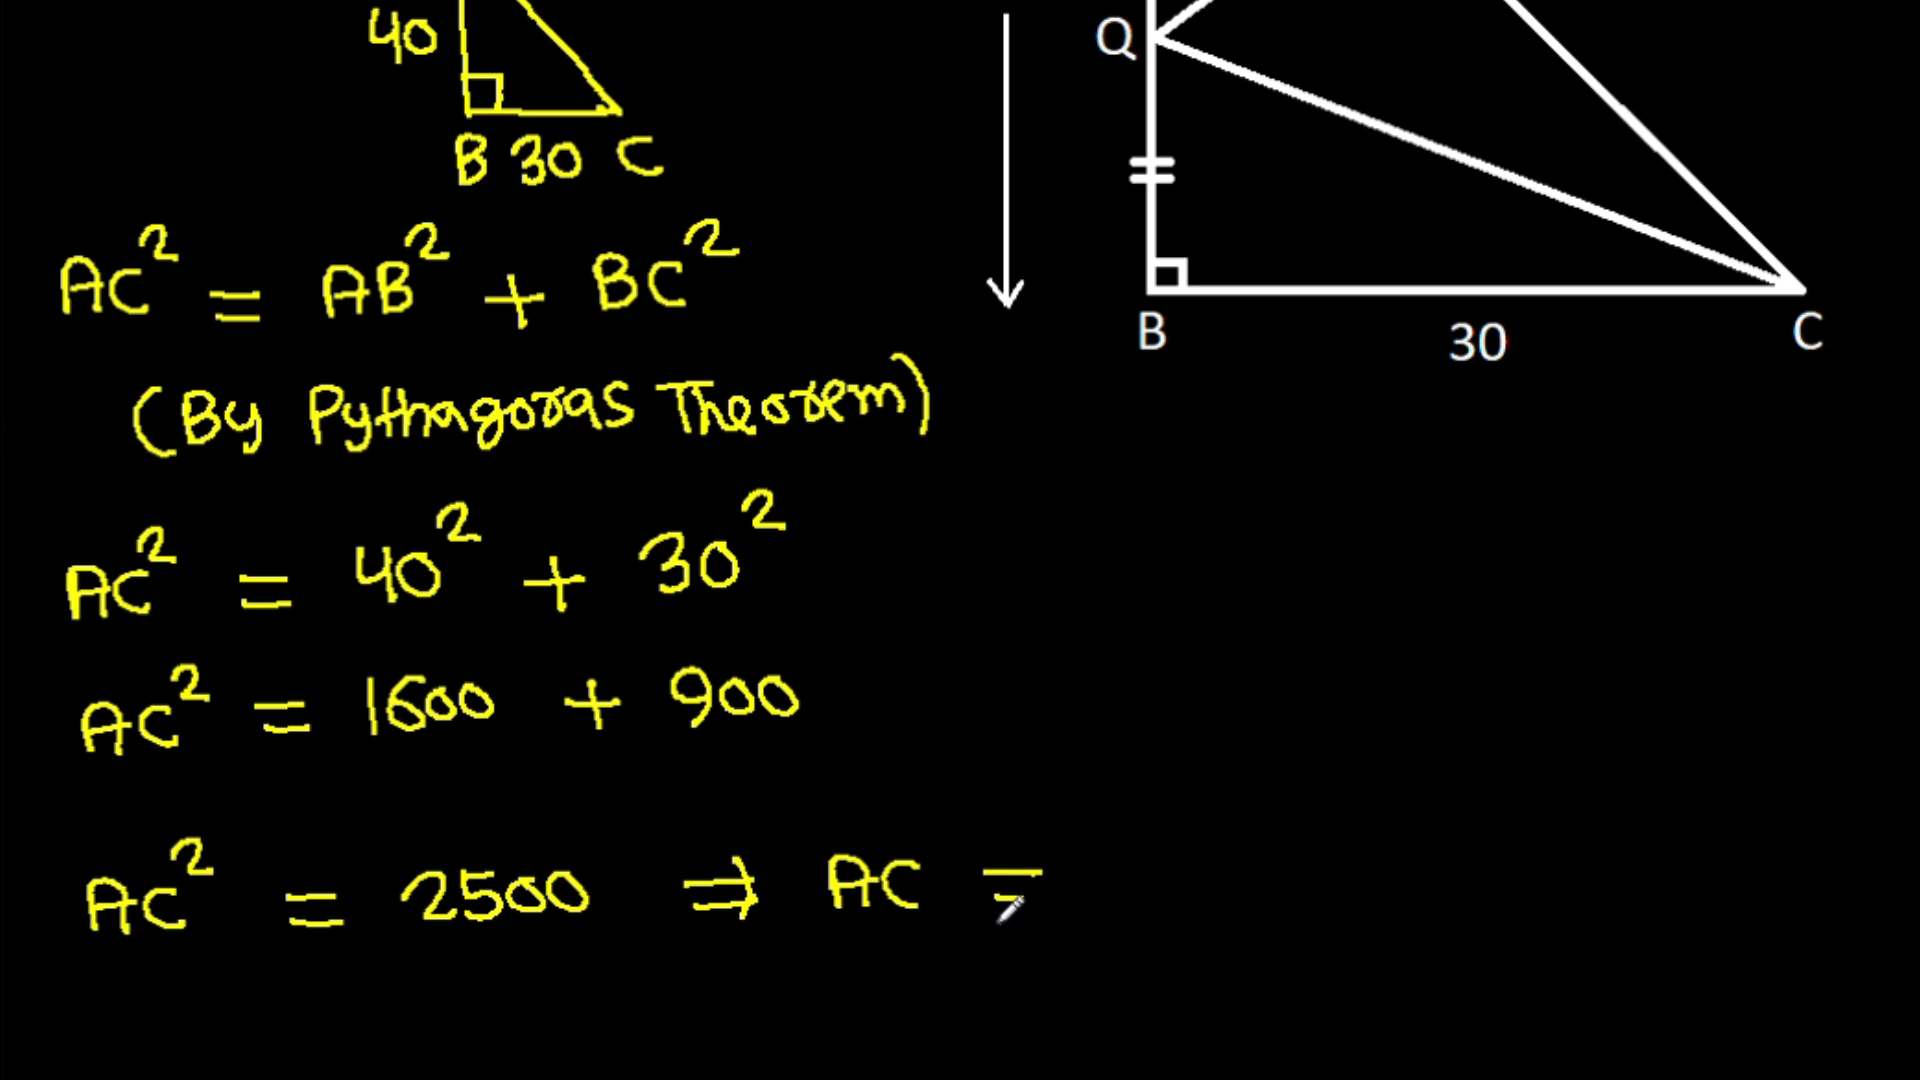 40
Q
B 30 C
AC² = AB² + BC²
B 30 C
(By Pythagoras Theorem)
AC² = 40² + 30²
AC² = 1600 + 900
AC² = 2500 ⇒ AC =